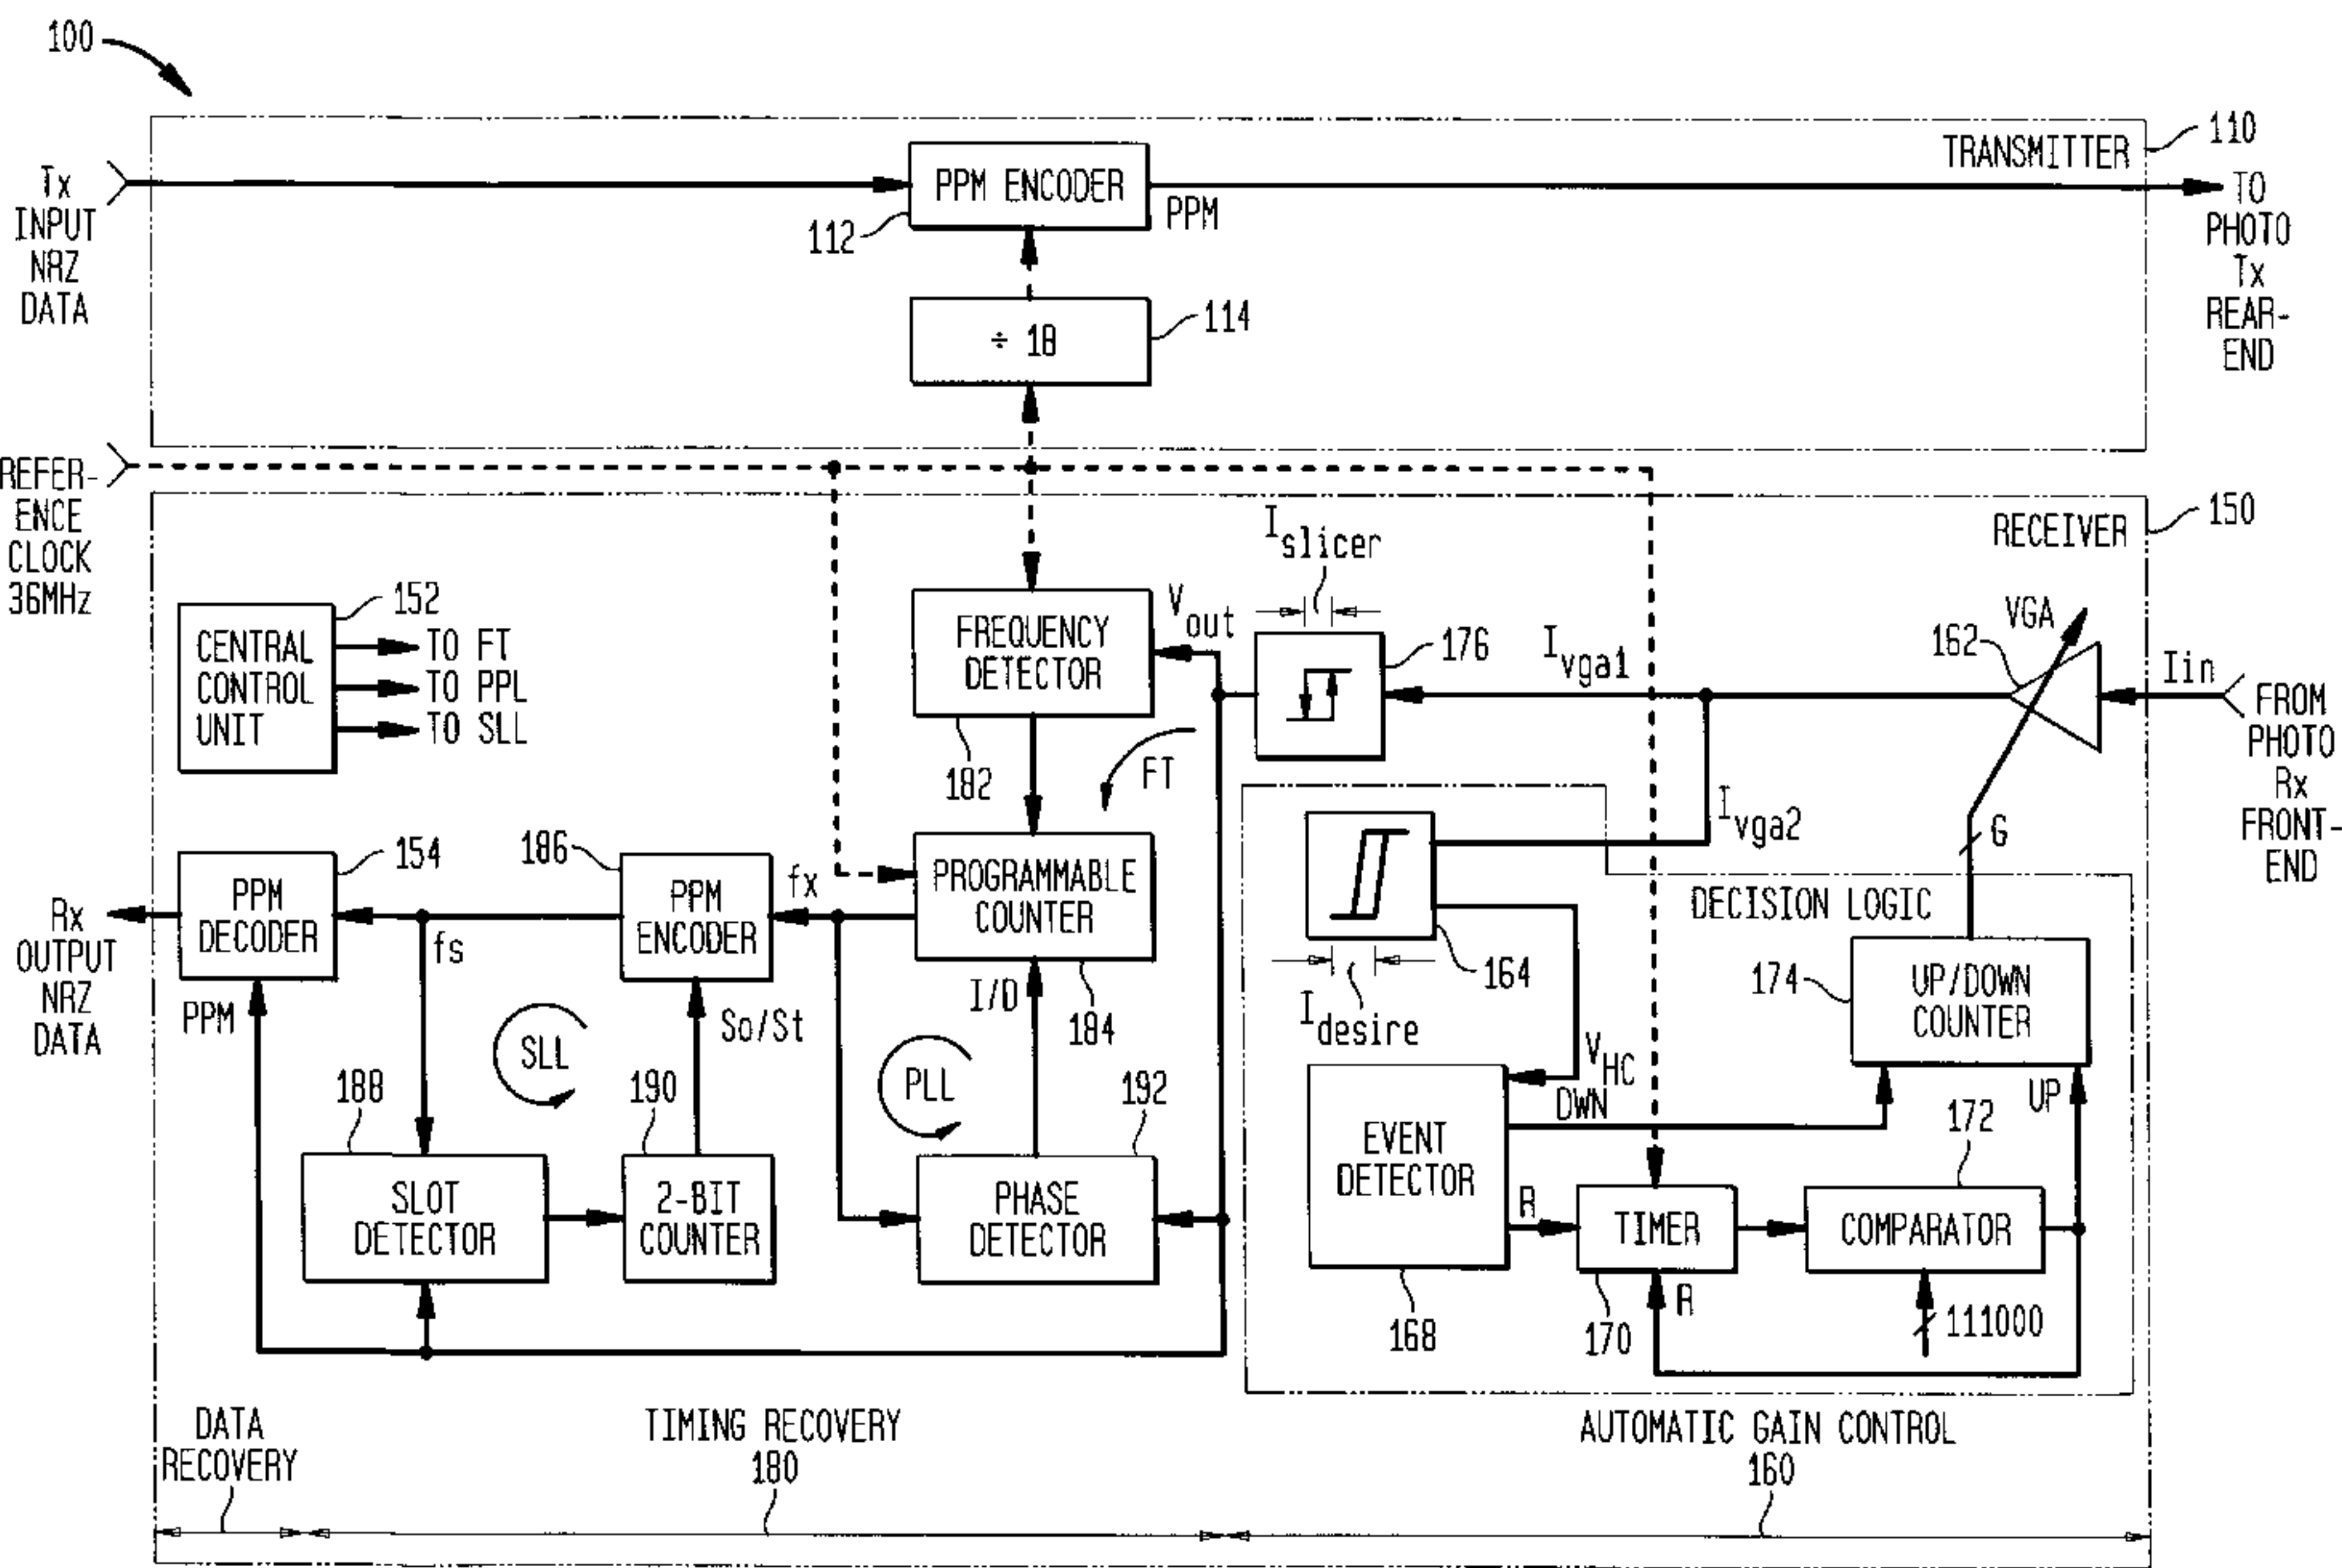 100
TRANSMITTER
110
Tx
INPUT
NRZ
DATA
PPM ENCODER
112
PPM
TO
PHOTO
Tx
REAR-
END
÷ 18
114
REFER-
ENCE
CLOCK
36MHz
RECEIVER
150
CENTRAL
CONTROL
UNIT
152
TO FT
TO PPL
TO SLL
FREQUENCY
DETECTOR
182
Vout
Islicer
176
Ivga1
VGA
162
Iin
FROM
PHOTO
Rx
FRONT-
END
FT
Ivga2
G
Rx
OUTPUT
NRZ
DATA
PPM
DECODER
154
PPM
fs
186
PPM
ENCODER
fx
PROGRAMMABLE
COUNTER
184
I/D
So/St
SLL
PLL
164
Idesire
VHC
DECISION LOGIC
174
UP/DOWN
COUNTER
UP
DWN
188
SLOT
DETECTOR
190
2-BIT
COUNTER
192
PHASE
DETECTOR
EVENT
DETECTOR
168
R
TIMER
170
R
172
COMPARATOR
111000
DATA
RECOVERY
TIMING RECOVERY
180
AUTOMATIC GAIN CONTROL
160